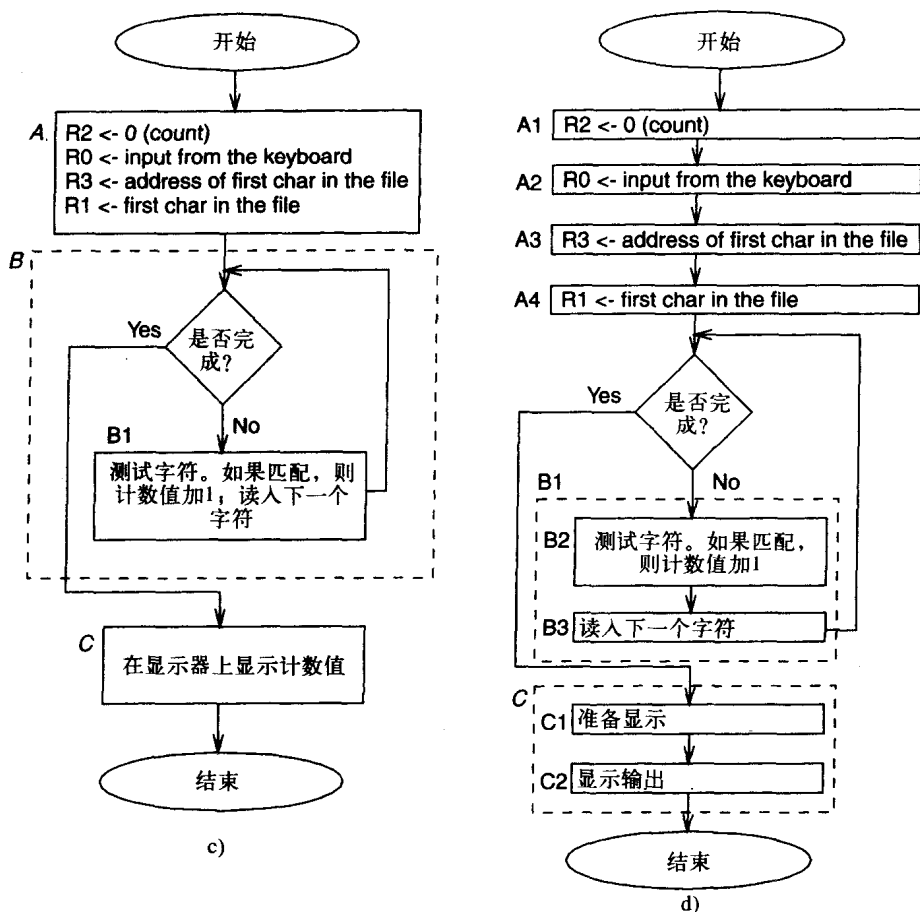 开始
A.
R2 <- 0 (count)
R0 <- input from the keyboard
R3 <- address of first char in the file
R1 <- first char in the file
B
Yes
是否完
成?
No
B1
测试字符。如果匹配，则
计数值加1；读入下一个
字符
C
在显示器上显示计数值
结束
c)
开始
A1 R2 <- 0 (count)
A2 R0 <- input from the keyboard
A3 R3 <- address of first char in the file
A4 R1 <- first char in the file
Yes
是否完
成?
No
B1
B2
测试字符。如果匹配，
则计数值加1
B3 读入下一个字符
C
C1 准备显示
C2 显示输出
结束
d)